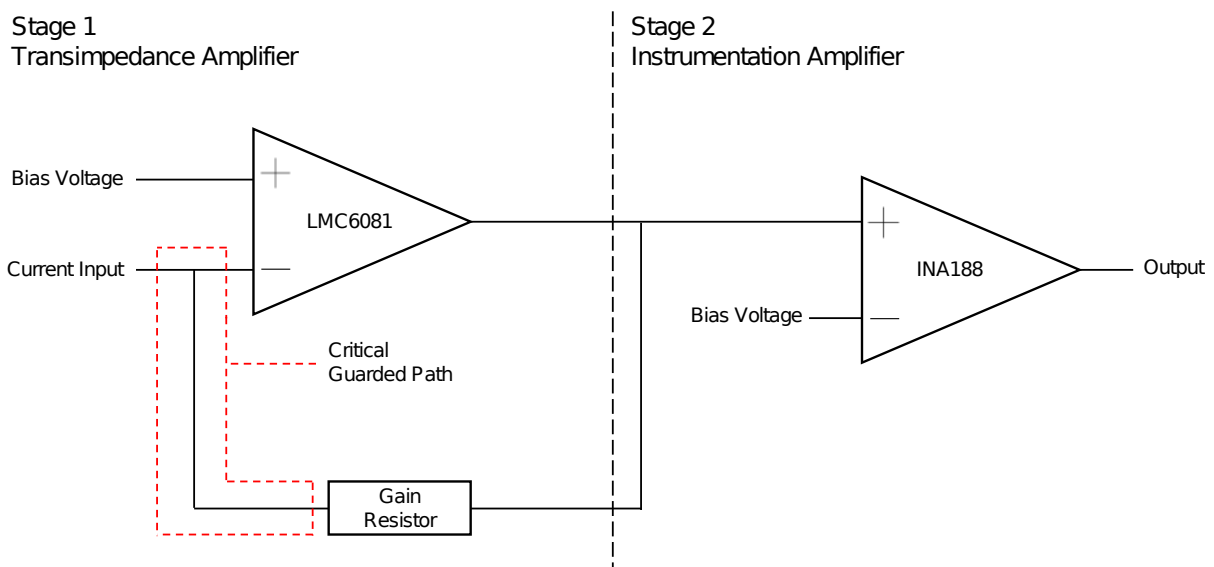 Stage 1
Transimpedance Amplifier
Stage 2
Instrumentation Amplifier
Bias Voltage
+
LMC6081
Current Input
—
Critical
Guarded Path
Gain
Resistor
+
INA188
Output
Bias Voltage
—